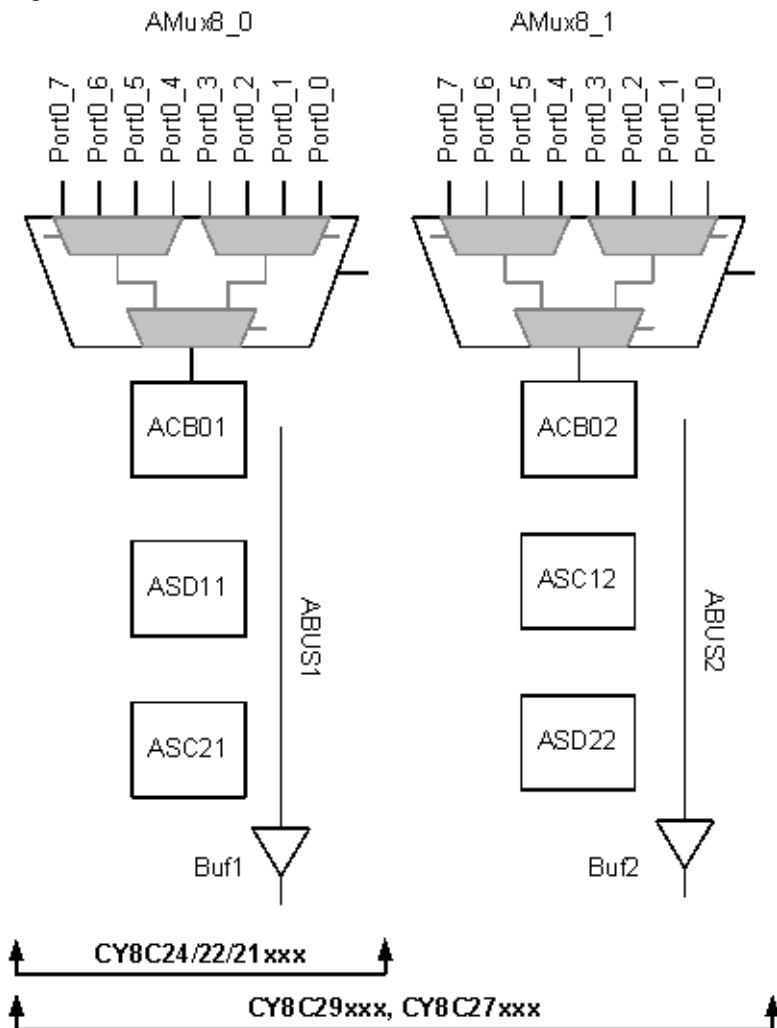 AMux8_0
AMux8_1
Port0_7
Port0_6
Port0_5
Port0_4
Port0_3
Port0_2
Port0_1
Port0_0
Port0_7
Port0_6
Port0_5
Port0_4
Port0_3
Port0_2
Port0_1
Port0_0
ACB01
ACB02
ASD11
ASC12
ABUS1
ABUS2
ASC21
ASD22
Buf1
Buf2
CY8C24/22/21xxx
CY8C29xxx, CY8C27xxx